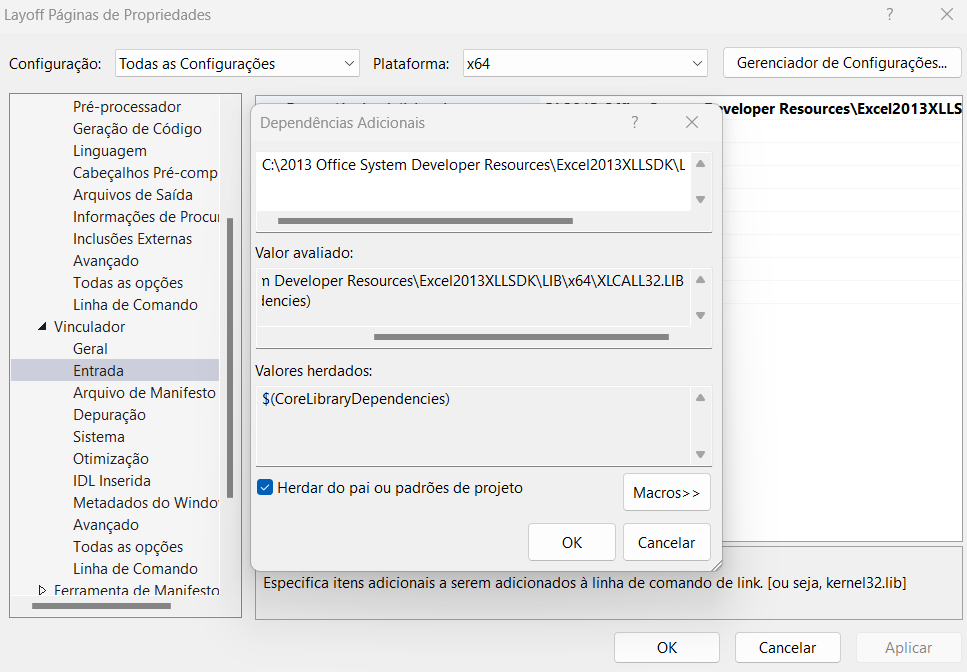 Layoff Páginas de Propriedades
Configuração: Todas as Configurações Plataforma: x64 Gerenciador de Configurações...
Pré-processador
Geração de Código
Linguagem
Cabeçalhos Pré-comp
Arquivos de Saída
Informações de Procur
Inclusões Externas
Avançado
Todas as opções
Linha de Comando
Vinculador
Geral
Entrada
Arquivo de Manifesto
Depuração
Sistema
Otimização
IDL Inserida
Metadados do Window
Avançado
Todas as opções
Linha de Comando
Ferramenta de Manifesto
eveloper Resources\Excel2013XLLS
Dependências Adicionais
?
C:\2013 Office System Developer Resources\Excel2013XLLSDK\L
Valor avaliado:
m Developer Resources\Excel2013XLLSDK\LIB\x64\XLCALL32.LIB
dencies)
Valores herdados:
$(CoreLibraryDependencies)
Herdar do pai ou padrões de projeto
Macros>>
OK Cancelar
Especifica itens adicionais a serem adicionados à linha de comando de link. [ou seja, kernel32.lib]
OK Cancelar Aplicar